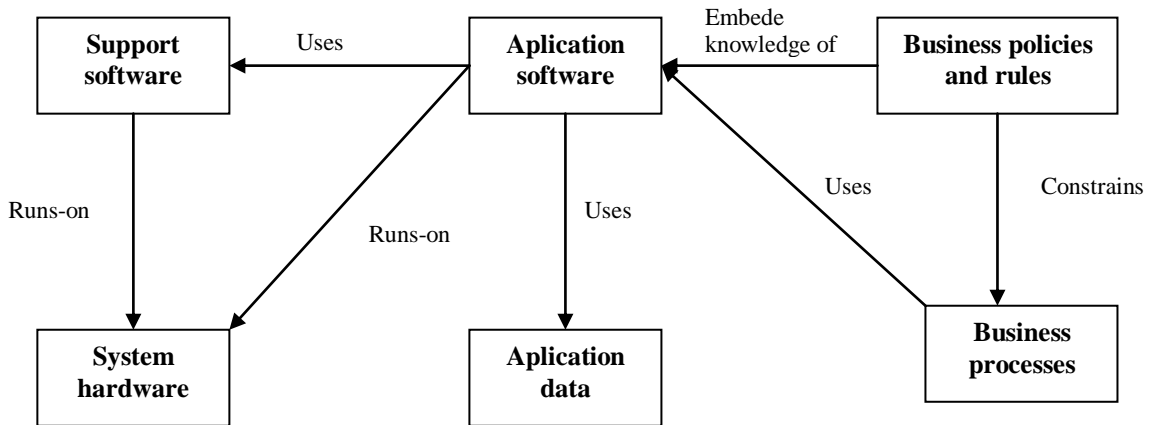 Support
software
Uses
Aplication
software
Embede
knowledge of
Business policies
and rules
Runs-on
Runs-on
Uses
Uses
Constrains
System
hardware
Aplication
data
Business
processes